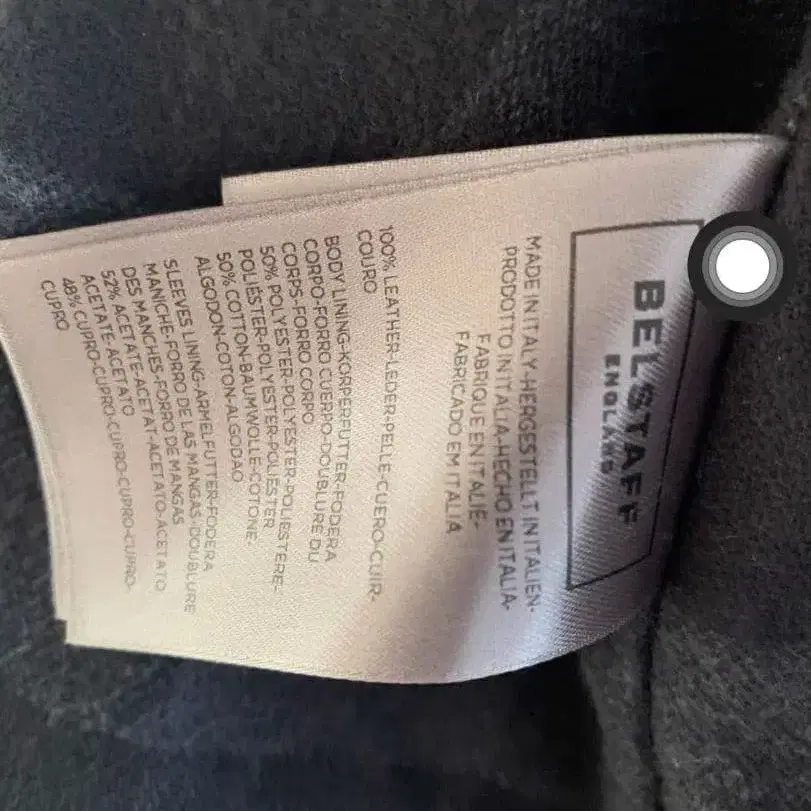 BELSTAFF
ENGLAND
MADE IN ITALY-HERGESTELLT IN ITALIEN-
PRODOTTO IN ITALIA-HECHO EN ITALIA-
FABRIQUE EN ITALIE-
FABRICADO EM ITALIA
100% LEATHER-LEDER-PELLE-CUERO-CUIR-
COURO
BODY LINING-KORPERFUTTER-FODERA
CORPO-FORRO CUERPO-DOUBLURE DU
CORPS-FORRO CORPO
50% POLYESTER-POLYESTER-POLIESTERE-
POLIÉSTER-POLYESTER-POLIÉSTER
50% COTTON-BAUMWOLLE-COTONE-
ALGODON-COTON-ALGODAO
SLEEVES LINING-ARMELFUTTER-FODERA
MANICHE-FORRO DE LAS MANGAS-DOUBLURE
DES MANCHES-FORRO DE MANGAS
52% ACETATE-ACETAT-ACETATO-ACETATO
ACETATE-ACETATO
48% CUPRO-CUPRO-CUPRO-CUPRO-CUPRO-
CUPRO